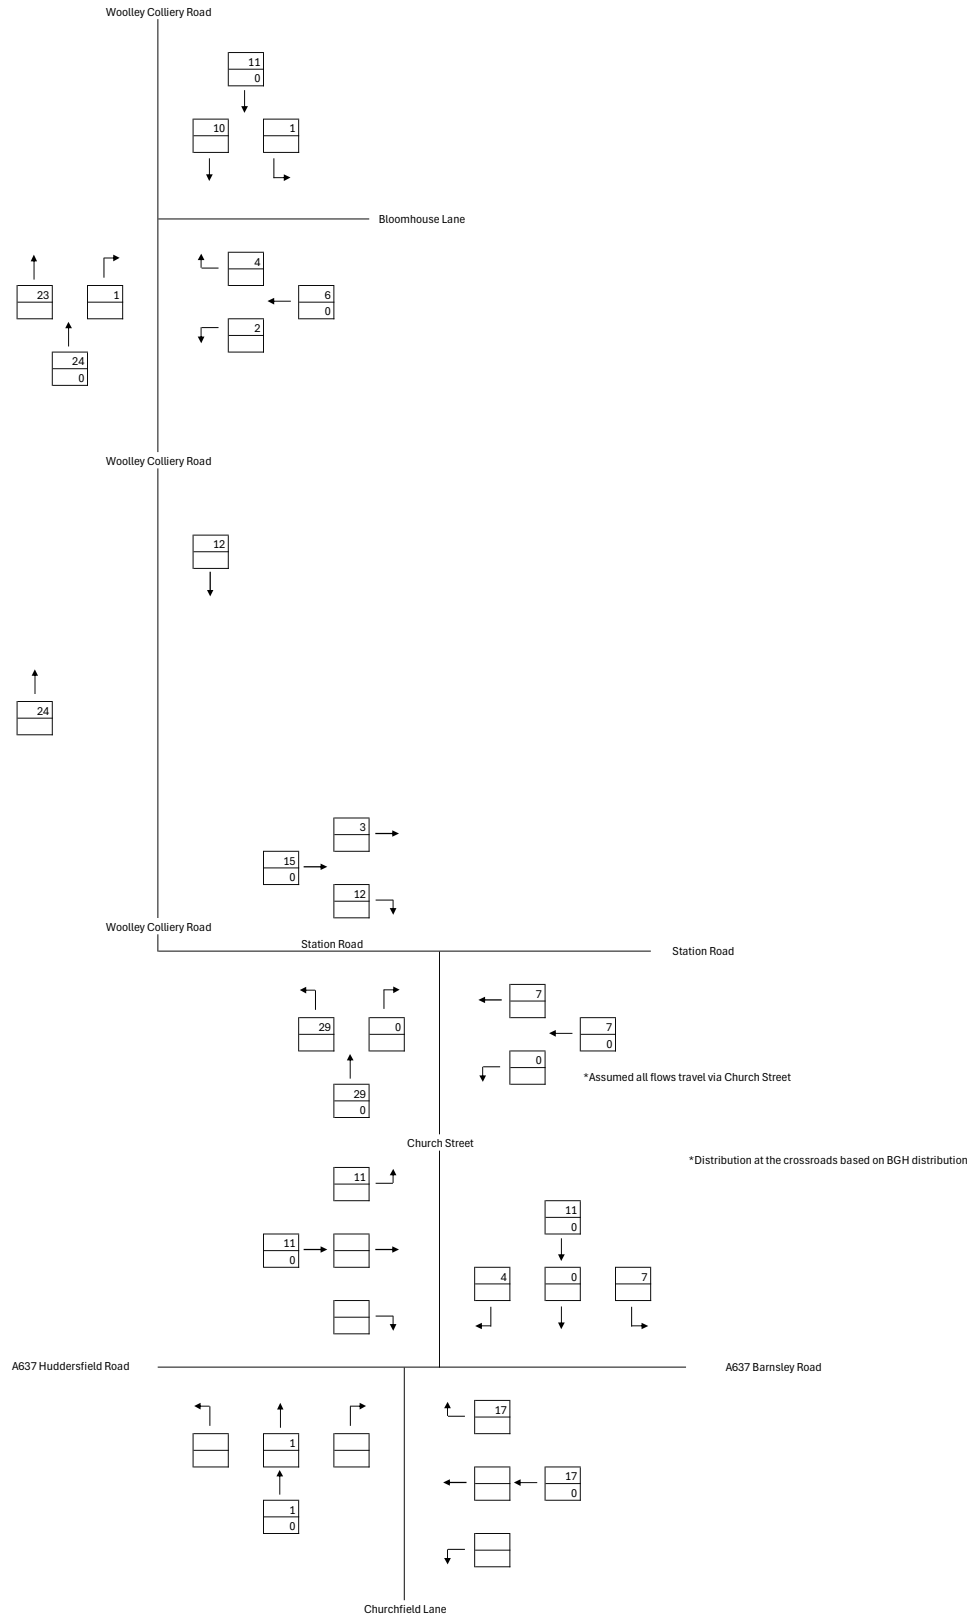 Woolley Colliery Road
11
0
10 1
Bloomhouse Lane
4
23 1 6
0
2
24
0
Woolley Colliery Road
12
24
3
15
0
12
Woolley Colliery Road
Station Road
Station Road
7
29 0 7
0
0
*Assumed all flows travel via Church Street
29
0
Church Street
*Distribution at the crossroads based on BGH distribution
11
11
0
11
0
4 0 7
A637 Huddersfield Road A637 Barnsley Road
17
1
17
0
1
0
Churchfield Lane